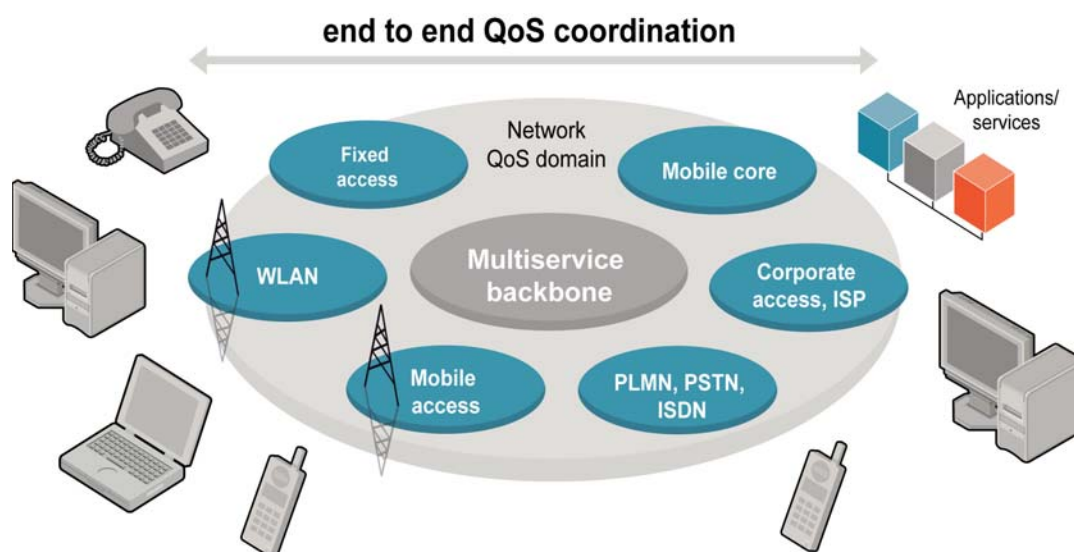 end to end QoS coordination
Applications/
services
Network
QoS domain
Fixed
access
Mobile core
WLAN
Multiservice
backbone
Corporate
access, ISP
Mobile
access
PLMN, PSTN,
ISDN